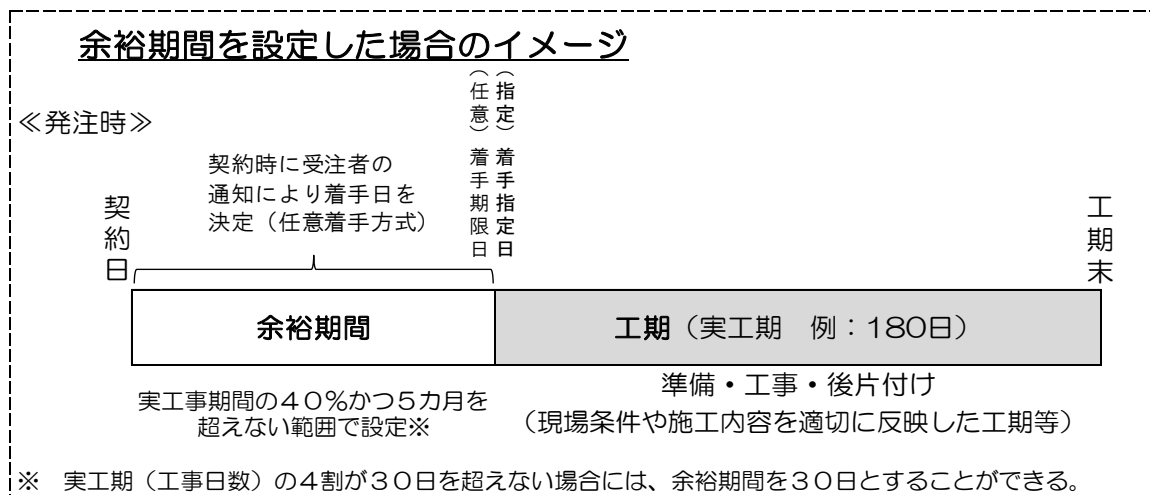 余裕期間を設定した場合のイメージ
≪発注時≫
契約時に受注者の
通知により着手日を
決定（任意着手方式）
（任意）着手期限日
（指定）着手指定日
契約日
工期末
余裕期間
工期（実工期　例：１８０日）
実工事期間の４０％かつ５カ月を
超えない範囲で設定※
準備・工事・後片付け
（現場条件や施工内容を適切に反映した工期等）
※　実工期（工事日数）の４割が３０日を超えない場合には、余裕期間を３０日とすることができる。